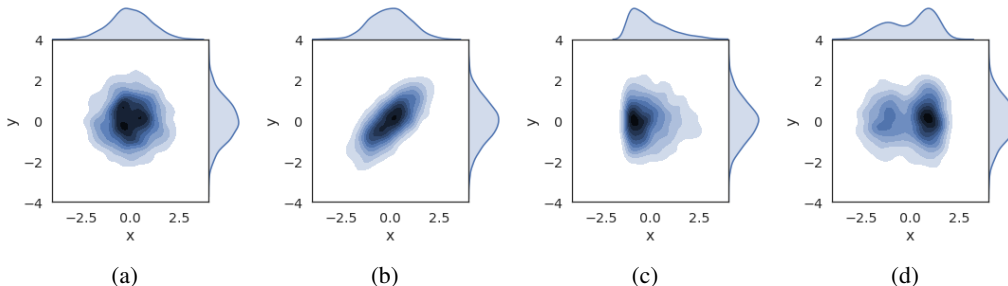 4 4 4 4
2 2 2 2
y 0 y 0 y 0 y 0
−2 −2 −2 −2
−4 −4 −4 −4
−2.5 0.0 2.5 −2.5 0.0 2.5 −2.5 0.0 2.5 −2.5 0.0 2.5
x x x x
(a) (b) (c) (d)